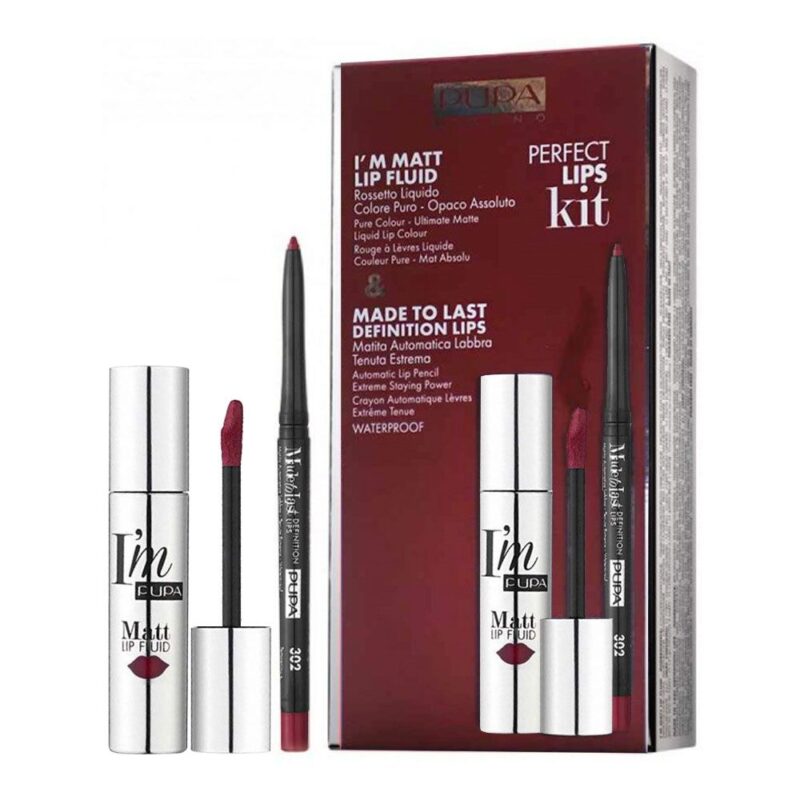 PUPA
MILANO
I'M MATT
LIP FLUID
Rossetto Liquido
Colore Puro - Opaco Assoluto
Pure Colour - Ultimate Matte
Liquid Lip Colour
Rouge à Lèvres Liquide
Couleur Pure - Mat Absolu
&
MADE TO LAST
DEFINITION LIPS
Matita Automatica Labbra
Tenuta Estrema
Automatic Lip Pencil
Extreme Staying Power
Crayon Automatique Lèvres
Extrême Tenue
WATERPROOF
PERFECT
LIPS
kit
I'm
PUPA
Matt
LIP FLUID
Made to Last DEFINITION
LIPS
PUPA
302
I'm
PUPA
Matt
LIP FLUID
Made to Last DEFINITION
LIPS
PUPA
302